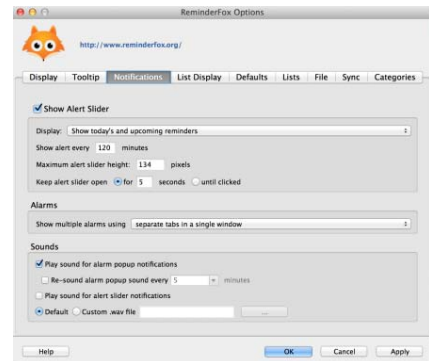 ReminderFox Options
http://www.reminderfox.org/
Display Tooltip Notifications List Display Defaults Lists File Sync Categories
Show Alert Slider
Display: Show today's and upcoming reminders
Show alert every 120 minutes
Maximum alert slider height: 134 pixels
Keep alert slider open for 5 seconds until clicked
Alarms
Show multiple alarms using separate tabs in a single window
Sounds
Play sound for alarm popup notifications
Re-sound alarm popup sound every 5 minutes
Play sound for alert slider notifications
Default Custom .wav file ...
Help OK Cancel Apply